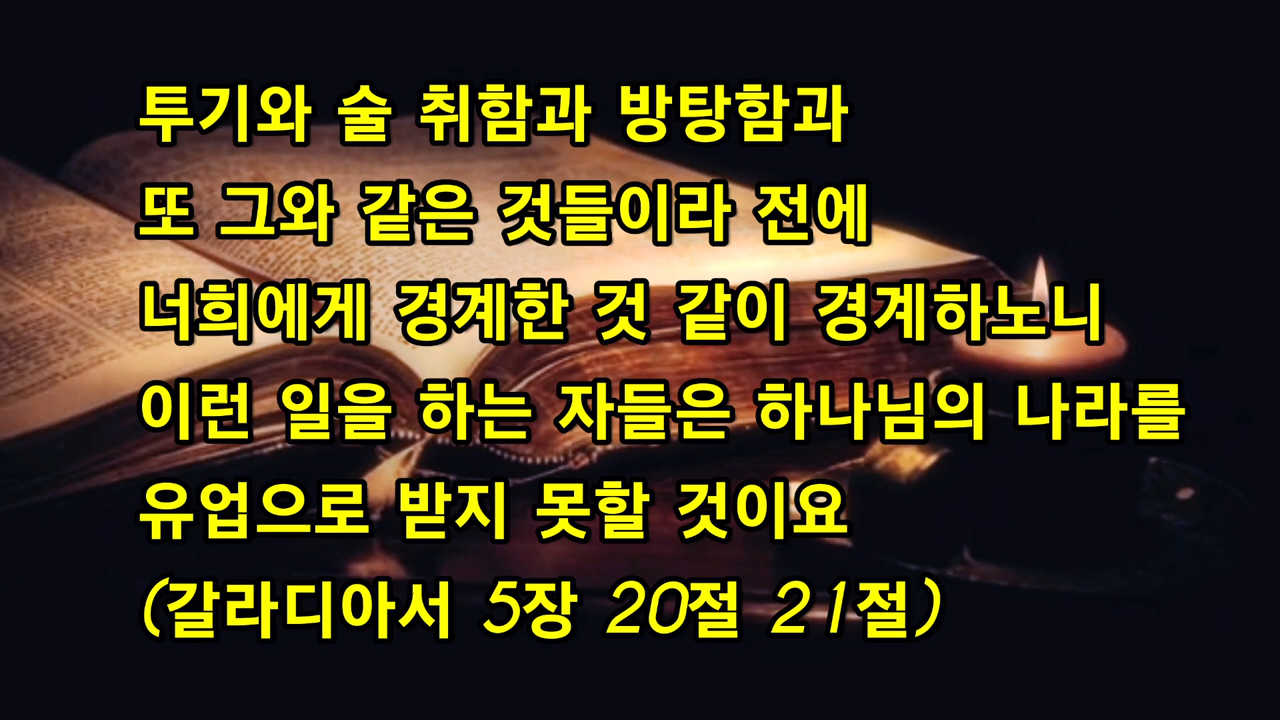 투기와 술 취함과 방탕함과
또 그와 같은 것들이라 전에
너희에게 경계한 것 같이 경계하노니
이런 일을 하는 자들은 하나님의 나라를
유업으로 받지 못할 것이요
(갈라디아서 5장 20절 21절)